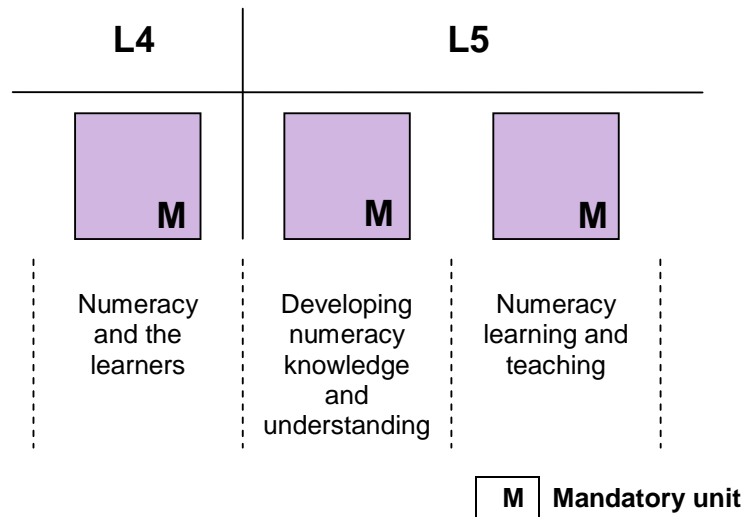 L4
L5
M
M
M
Numeracy
and the
learners
Developing
numeracy
knowledge
and
understanding
Numeracy
learning and
teaching
M Mandatory unit